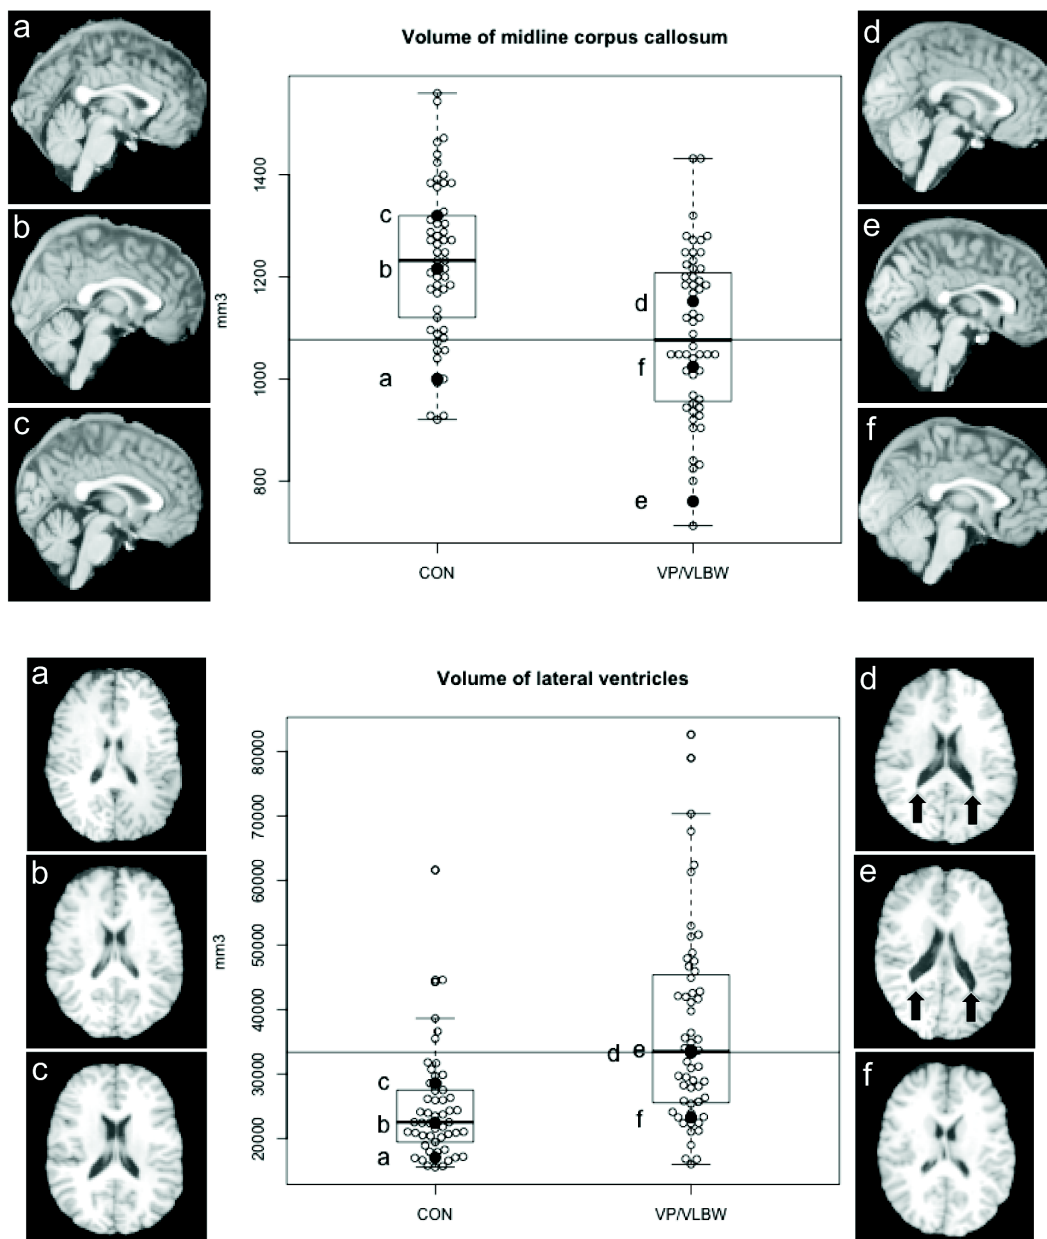 a
d
Volume of midline corpus callosum
1400
c
b
e
b
1200
d
mm3
f
1000
a
c
f
800
e
CON
VP/VLBW
a
Volume of lateral ventricles
d
80000
70000
b
60000
e
mm3
50000
40000
d e
30000
c
c
f
b
f
20000
a
CON
VP/VLBW